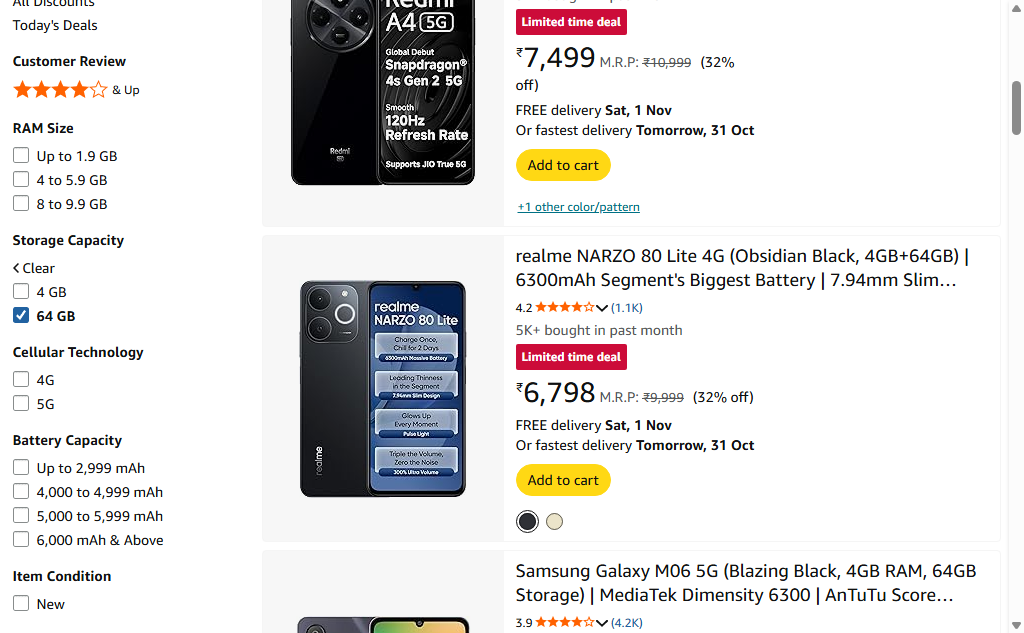 All Discounts
Today's Deals
Customer Review
& Up
RAM Size
Up to 1.9 GB
4 to 5.9 GB
8 to 9.9 GB
Storage Capacity
Clear
4 GB
64 GB
Cellular Technology
4G
5G
Battery Capacity
Up to 2,999 mAh
4,000 to 4,999 mAh
5,000 to 5,999 mAh
6,000 mAh & Above
Item Condition
New
Redmi
A4 5G
Global Debut
Snapdragon®
4s Gen 2 5G
Smooth
120Hz
Refresh Rate
Supports JIO True 5G
Redmi
5G
Limited time deal
₹7,499 M.R.P: ₹10,999 (32%
off)
FREE delivery Sat, 1 Nov
Or fastest delivery Tomorrow, 31 Oct
Add to cart
+1 other color/pattern
realme
NARZO 80 Lite
Charge Once,
Chill for 2 Days
6300mAh Massive Battery
Leading Thinness
in the Segment
7.94mm Slim Design
Glows Up
Every Moment
Pulse Light
Triple the Volume,
Zero the Noise
300% Ultra Volume
realme
realme NARZO 80 Lite 4G (Obsidian Black, 4GB+64GB) |
6300mAh Segment's Biggest Battery | 7.94mm Slim…
4.2 (1.1K)
5K+ bought in past month
Limited time deal
₹6,798 M.R.P: ₹9,999 (32% off)
FREE delivery Sat, 1 Nov
Or fastest delivery Tomorrow, 31 Oct
Add to cart
Samsung Galaxy M06 5G (Blazing Black, 4GB RAM, 64GB
Storage) | MediaTek Dimensity 6300 | AnTuTu Score…
3.9 (4.2K)